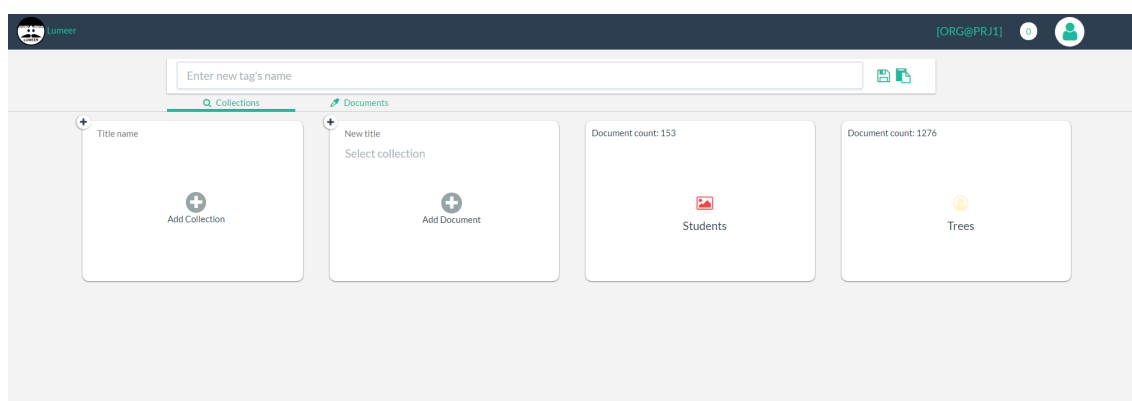 Lumeer
[ORG@PRJ1]
0
Enter new tag's name
Collections
Documents
Title name
Add Collection
New title
Select collection
Add Document
Document count: 153
Students
Document count: 1276
Trees